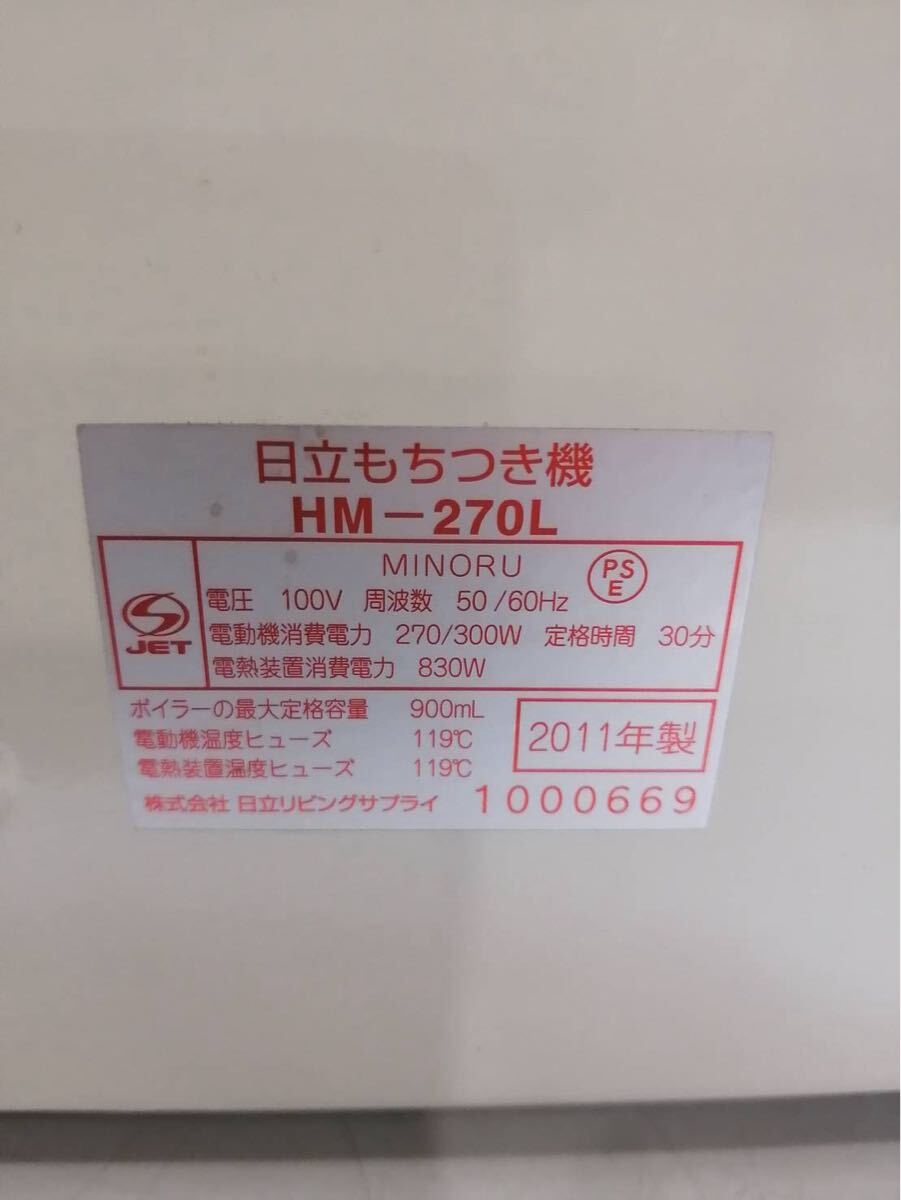 日立もちつき機
HM-270L
MINORU
PS
E
JET
電圧 100V 周波数 50/60Hz
電動機消費電力 270/300W 定格時間 30分
電熱装置消費電力 830W
ボイラーの最大定格容量 900mL
電動機温度ヒューズ 119℃
電熱装置温度ヒューズ 119℃
2011年製
株式会社 日立リビングサプライ 1000669